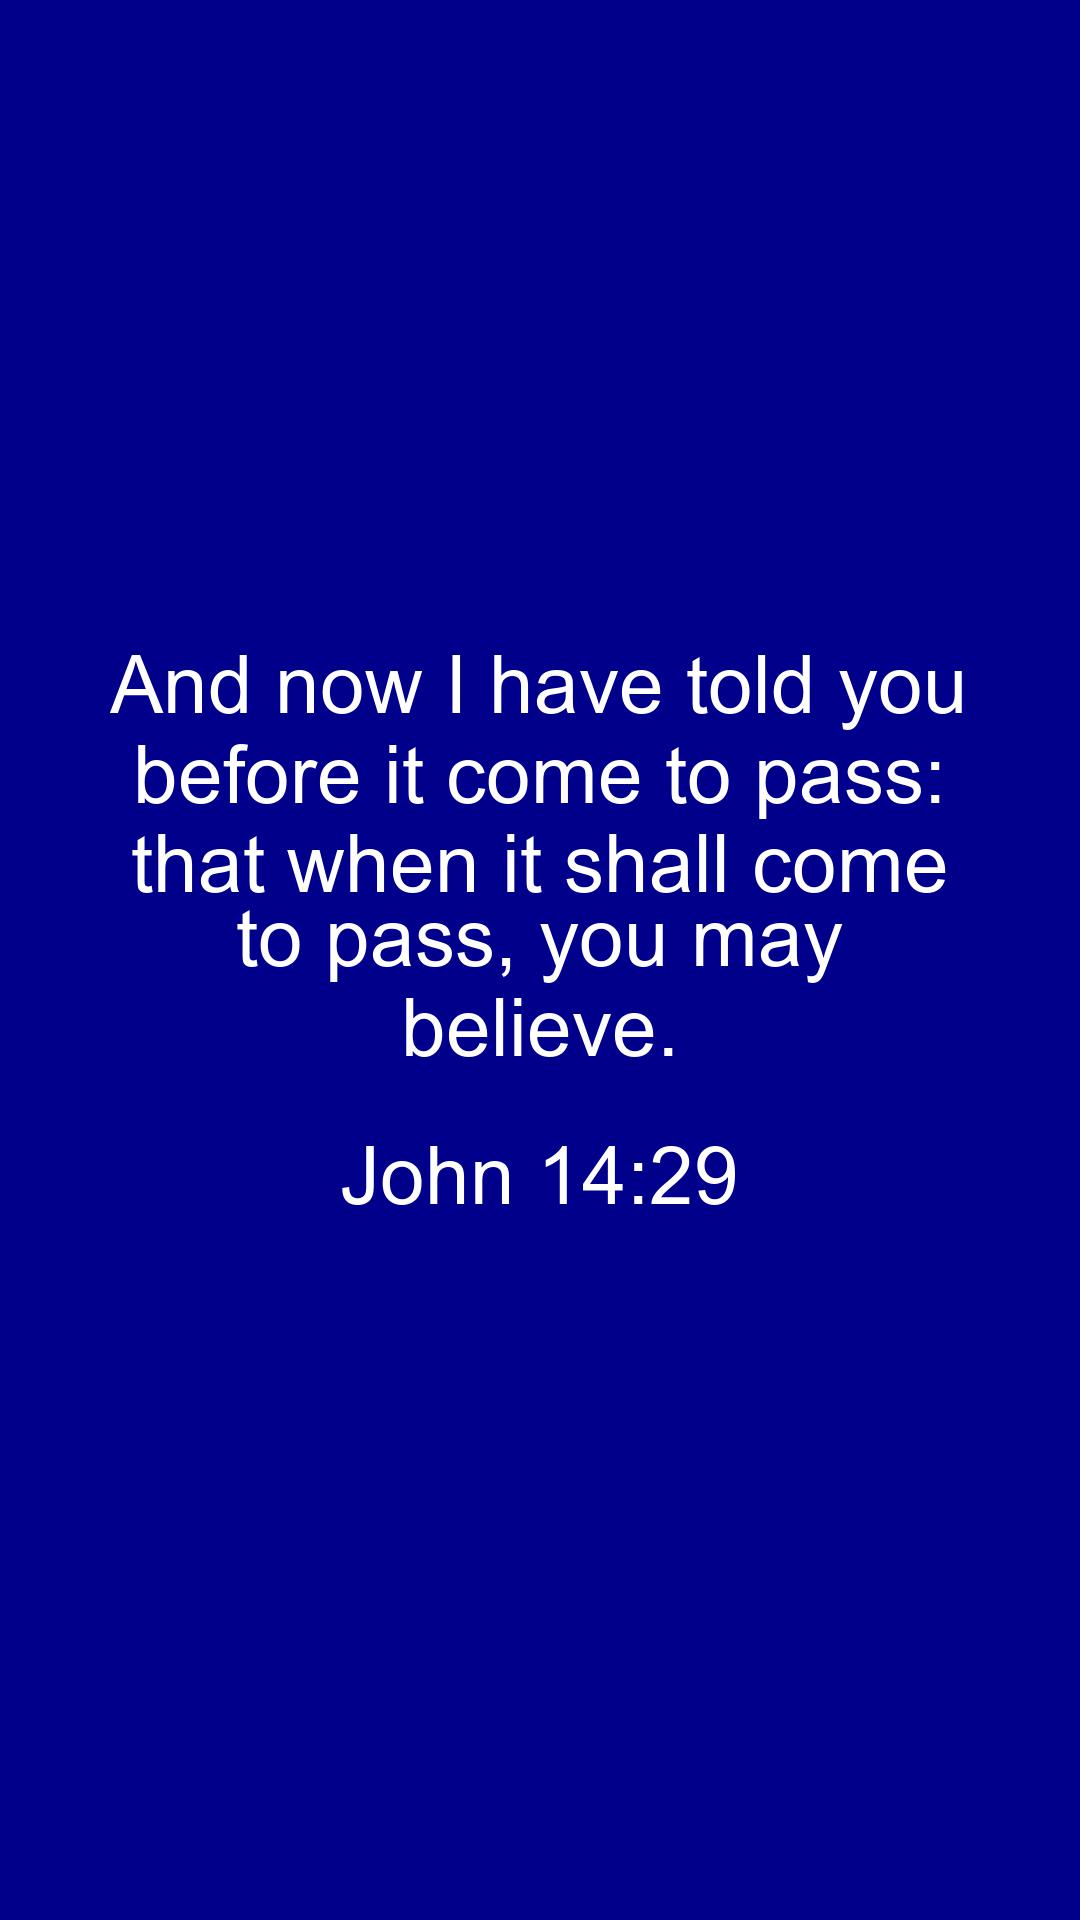 And now I have told you
before it come to pass:
that when it shall come
to pass, you may
believe.
John 14:29